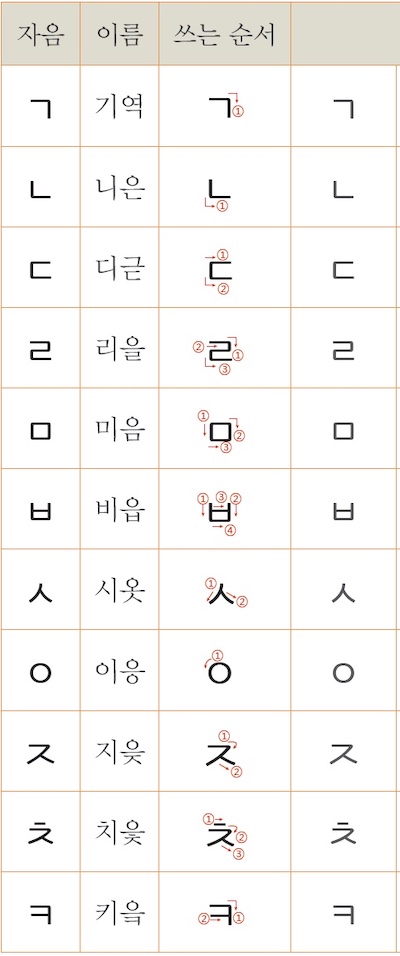 자음 이름 쓰는 순서
ㄱ 기역 ㄱ ① ㄱ
ㄴ 니은 ㄴ ① ㄴ
ㄷ 디귿 ㄷ ① ② ㄷ
ㄹ 리을 ② ㄹ ① ③ ㄹ
ㅁ 미음 ① ㅁ ② ③ ㅁ
ㅂ 비읍 ① ③ ② ㅂ ④ ㅂ
ㅅ 시옷 ① ㅅ ② ㅅ
ㅇ 이응 ① ㅇ ㅇ
ㅈ 지읒 ① ㅈ ② ㅈ
ㅊ 치읓 ① ㅊ ② ③ ㅊ
ㅋ 키읔 ② ㅋ ① ㅋ